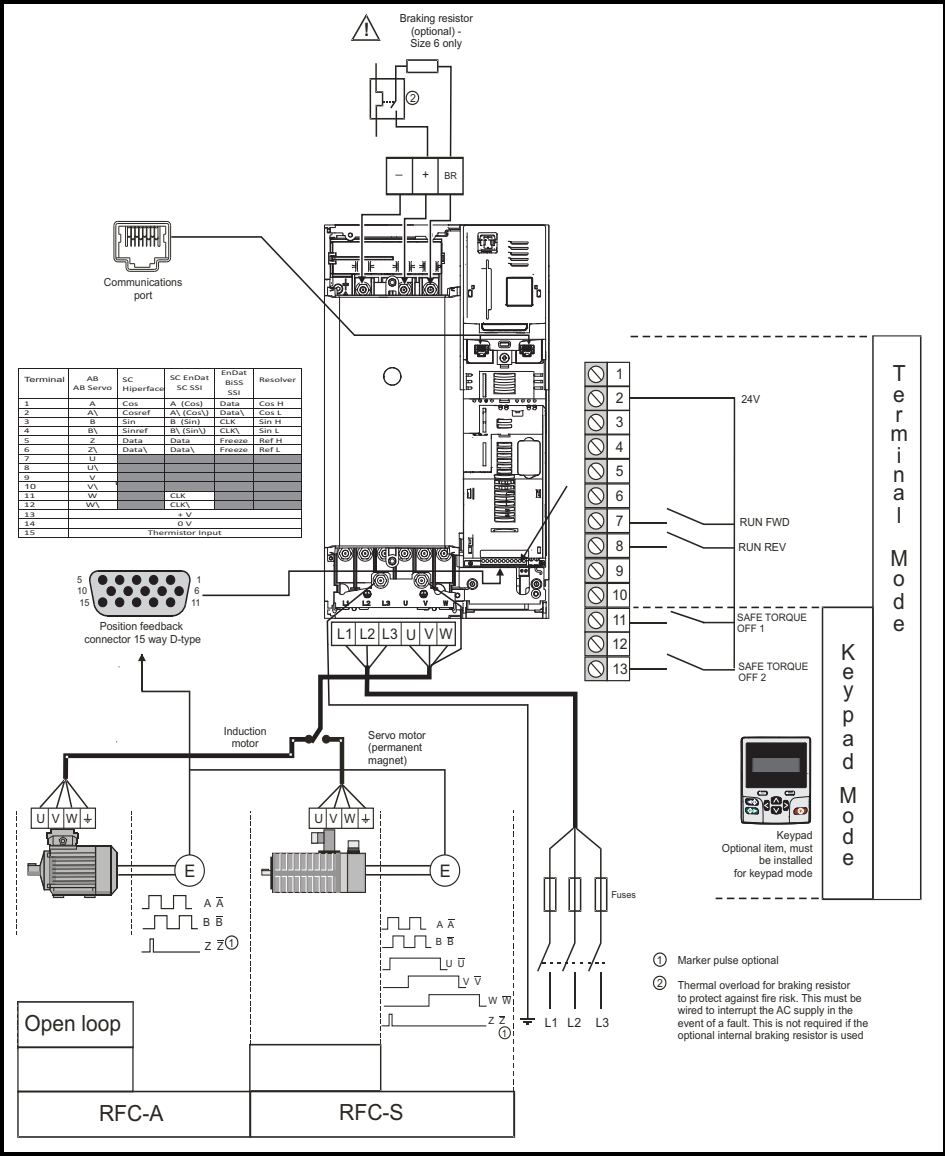 Braking resistor
(optional) -
Size 6 only
2
– + BR
Communications
port
Terminal AB AB Servo SC Hiperface SC EnDat SC SSI EnDat BiSS SSI Resolver
1 A Cos A (Cos) Data Cos H
2 A\ Cosref A\ (Cos\) Data\ Cos L
3 B Sin B (Sin) CLK Sin H
4 B\ Sinref B\ (Sin\) CLK\ Sin L
5 Z Data Data Freeze Ref H
6 Z\ Data\ Data\ Freeze Ref L
7 U
8 U\
9 V
10 V\
11 W CLK
12 W\ CLK\
13 + V
14 0 V
15 Thermistor Input
5 1
10 6
15 11
Position feedback
connector 15 way D-type
L1 L2 L3 U V W
L1 L2 L3 U V W
1
2
3
4
5
6
7
8
9
10
11
12
13
24V
RUN FWD
RUN REV
SAFE TORQUE
OFF 1
SAFE TORQUE
OFF 2
Terminal Mode
Keypad Mode
Keypad
Optional item, must
be installed
for keypad mode
Induction
motor
Servo motor
(permanent
magnet)
U V W
U V W
E
E
A A̅
B B̅
Z Z̅ 1
A A̅
B B̅
U U̅
V V̅
W W̅
Z Z̅
1
Fuses
L1 L2 L3
1 Marker pulse optional
2 Thermal overload for braking resistor
to protect against fire risk. This must be
wired to interrupt the AC supply in the
event of a fault. This is not required if the
optional internal braking resistor is used
Open loop
RFC-A
RFC-S